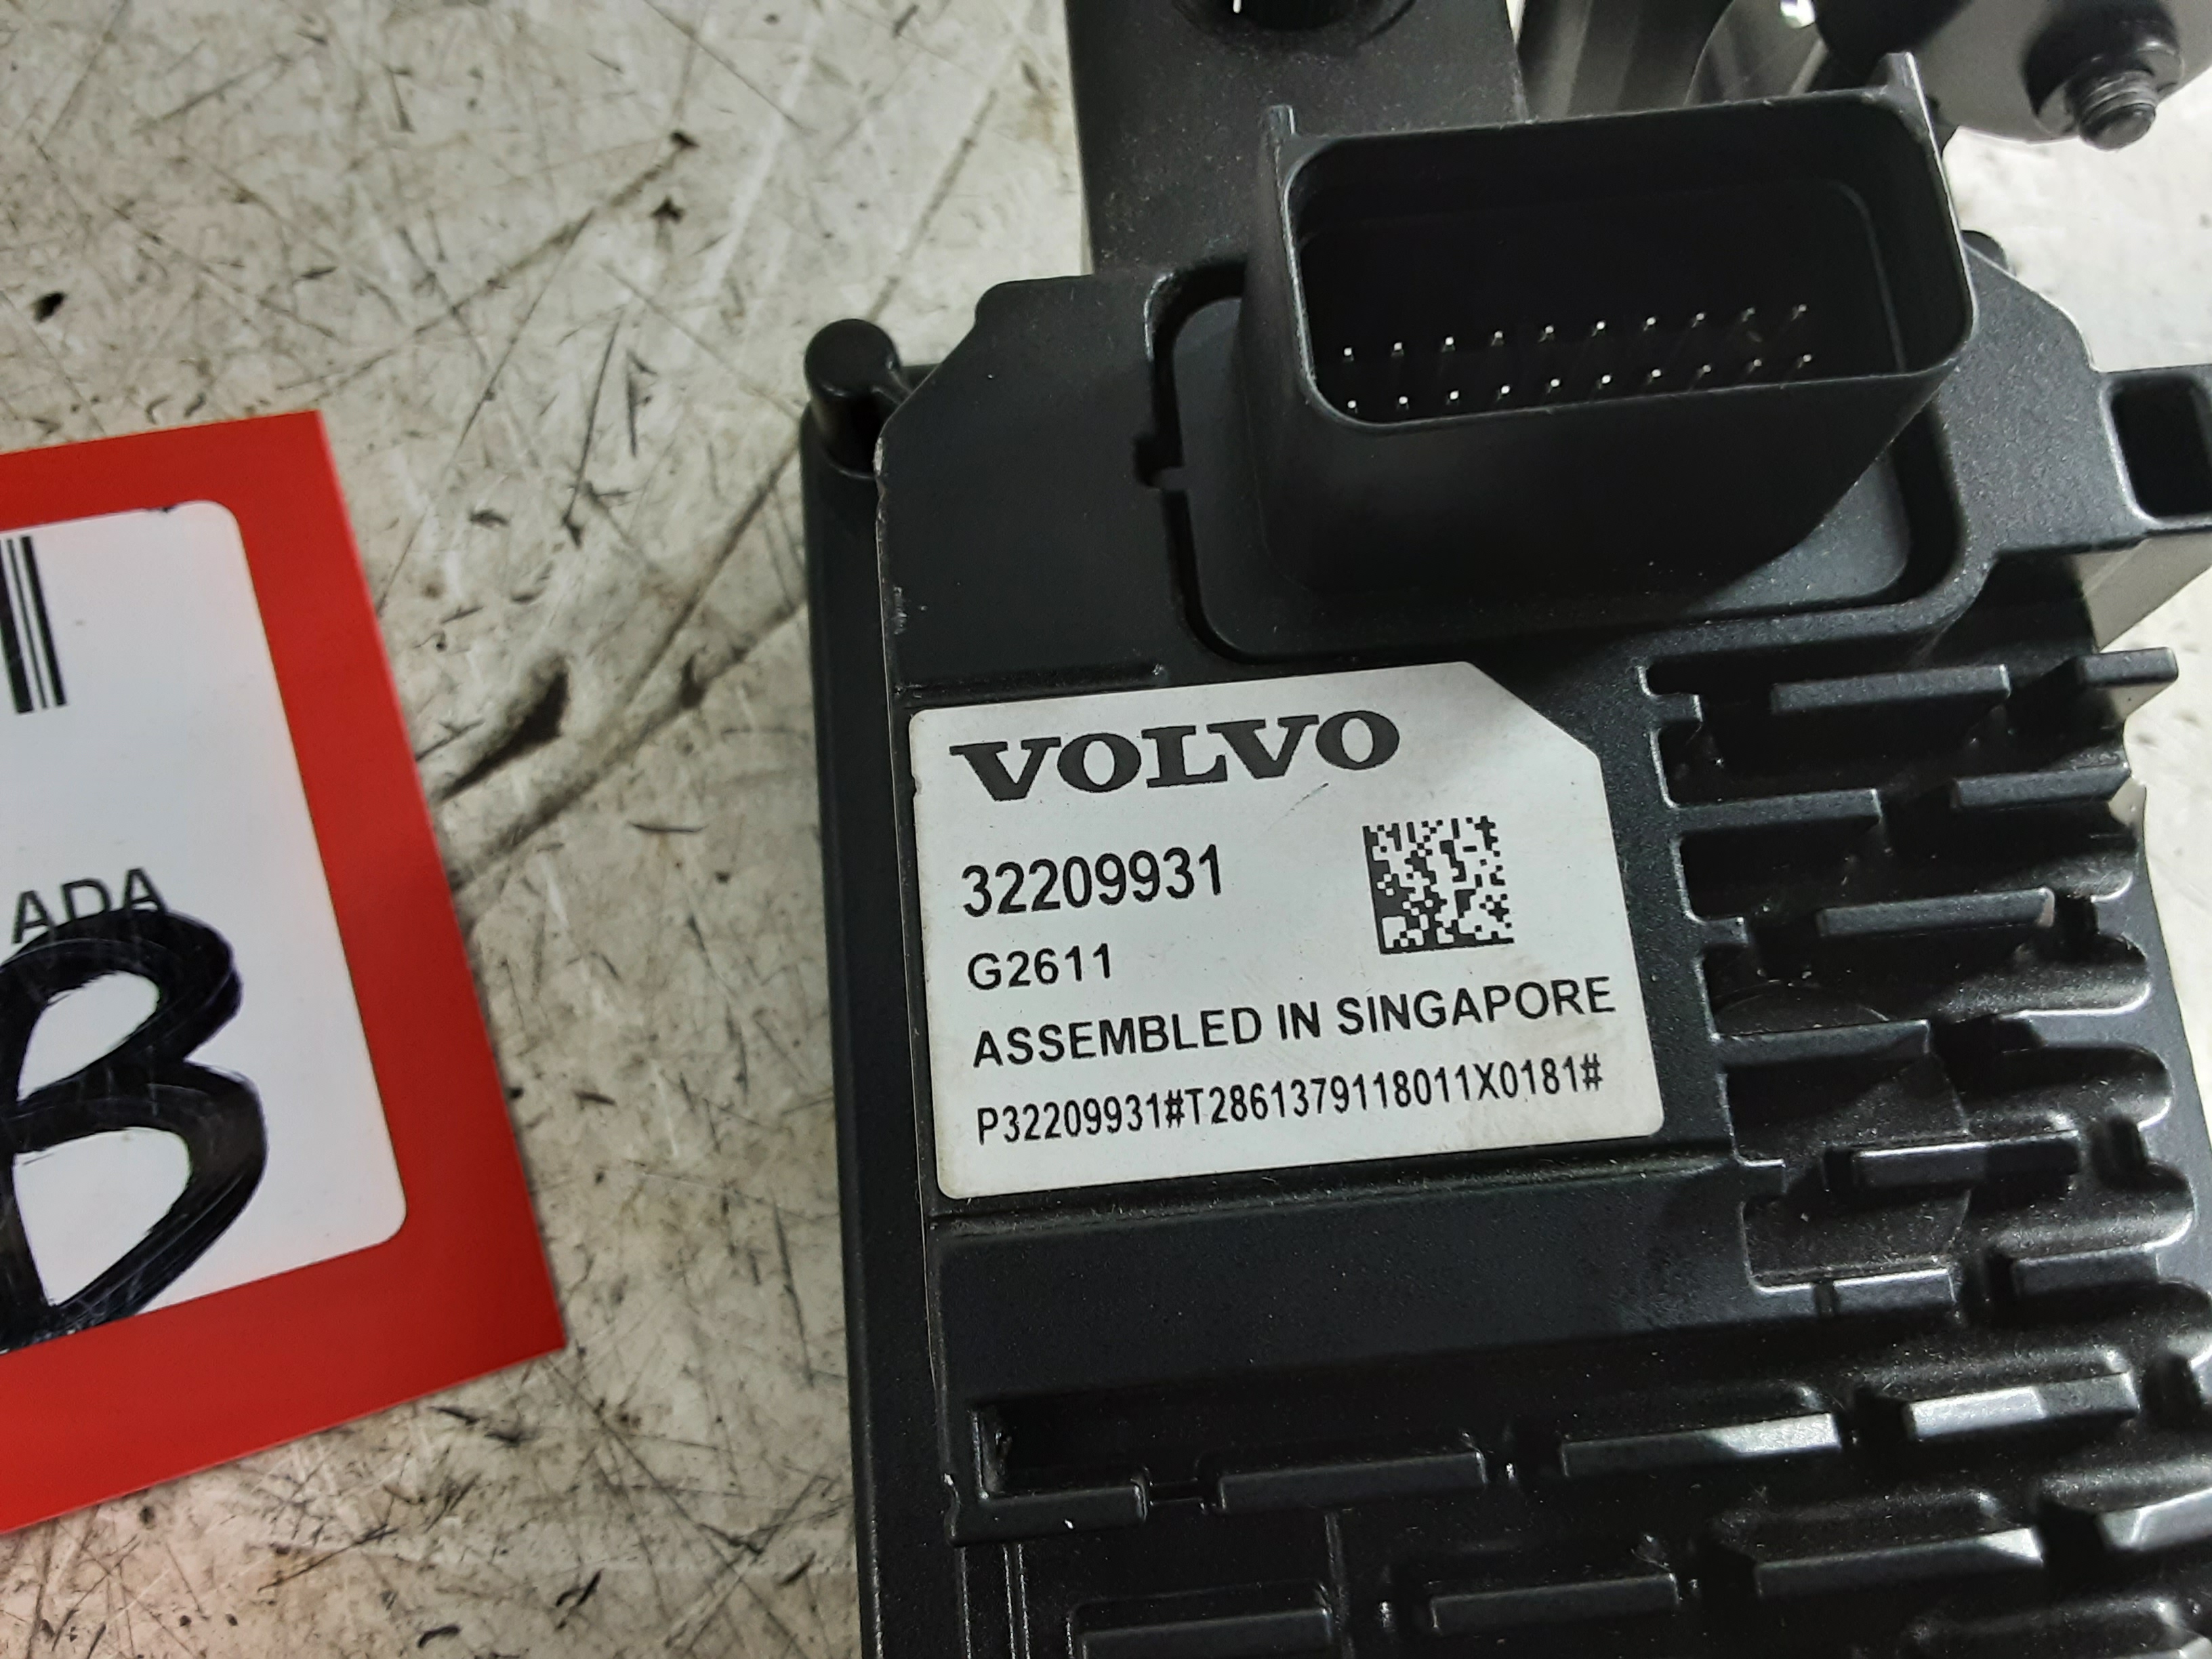 ADA
B
VOLVO
32209931
G2611
ASSEMBLED IN SINGAPORE
P32209931#T2861379118011X0181#